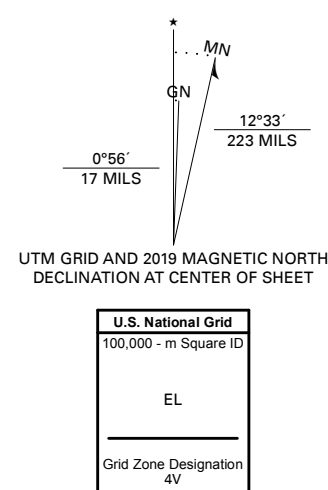 ★
MN
GN
12°33´
223 MILS
0°56´
17 MILS
UTM GRID AND 2019 MAGNETIC NORTH
DECLINATION AT CENTER OF SHEET
U.S. National Grid
100,000 - m Square ID
EL
Grid Zone Designation
4V